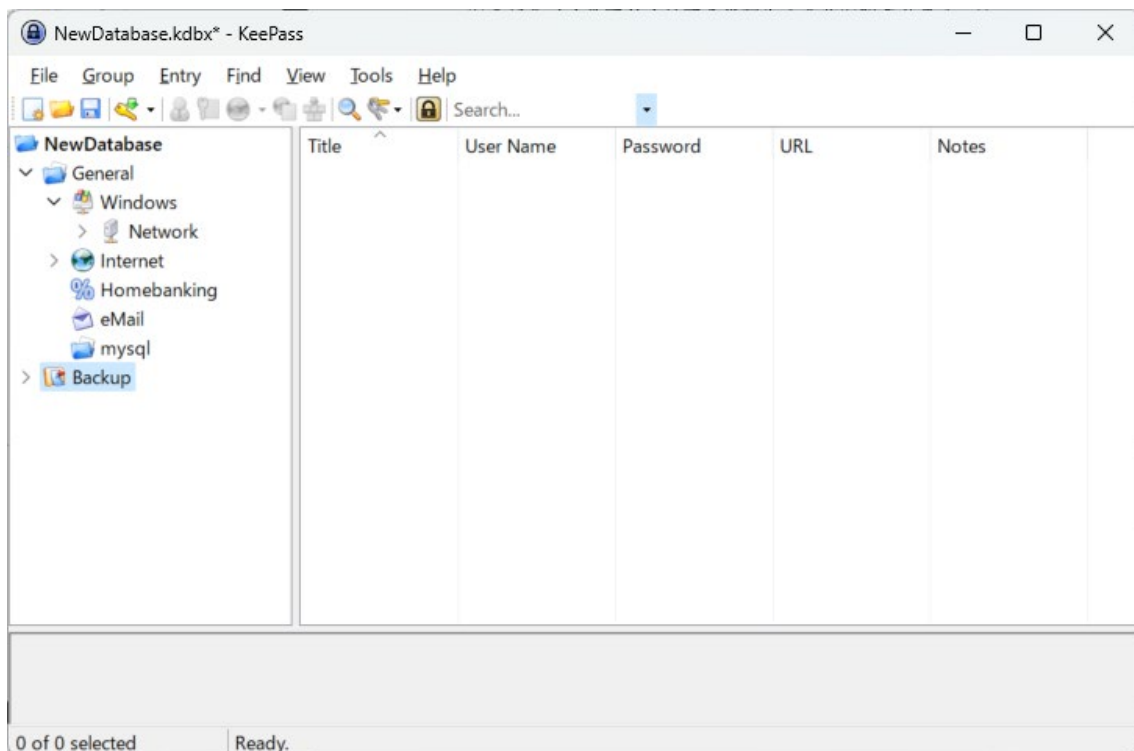 NewDatabase.kdbx* - KeePass
File Group Entry Find View Tools Help
Search...
NewDatabase
General
Windows
Network
Internet
Homebanking
eMail
mysql
Backup
Title User Name Password URL Notes
0 of 0 selected Ready.